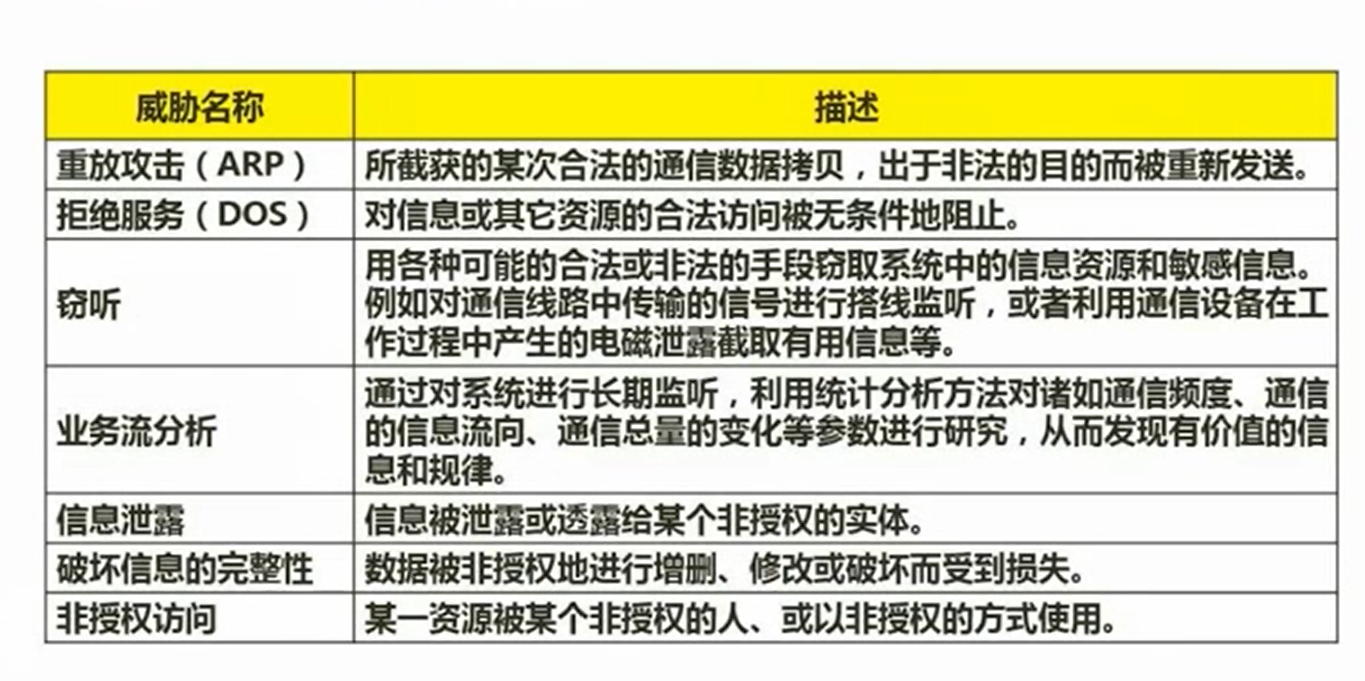 威胁名称
描述
重放攻击（ARP）
所截获的某次合法的通信数据拷贝，出于非法的目的而被重新发送。
拒绝服务（DOS）
对信息或其它资源的合法访问被无条件地阻止。
窃听
用各种可能的合法或非法的手段窃取系统中的信息资源和敏感信息。
例如对通信线路中传输的信号进行搭线监听，或者利用通信设备在工
作过程中产生的电磁泄露截取有用信息等。
业务流分析
通过对系统进行长期监听，利用统计分析方法对诸如通信频度、通信
的信息流向、通信总量的变化等参数进行研究，从而发现有价值的信
息和规律。
信息泄露
信息被泄露或透露给某个非授权的实体。
破坏信息的完整性
数据被非授权地进行增删、修改或破坏而受到损失。
非授权访问
某一资源被某个非授权的人、或以非授权的方式使用。